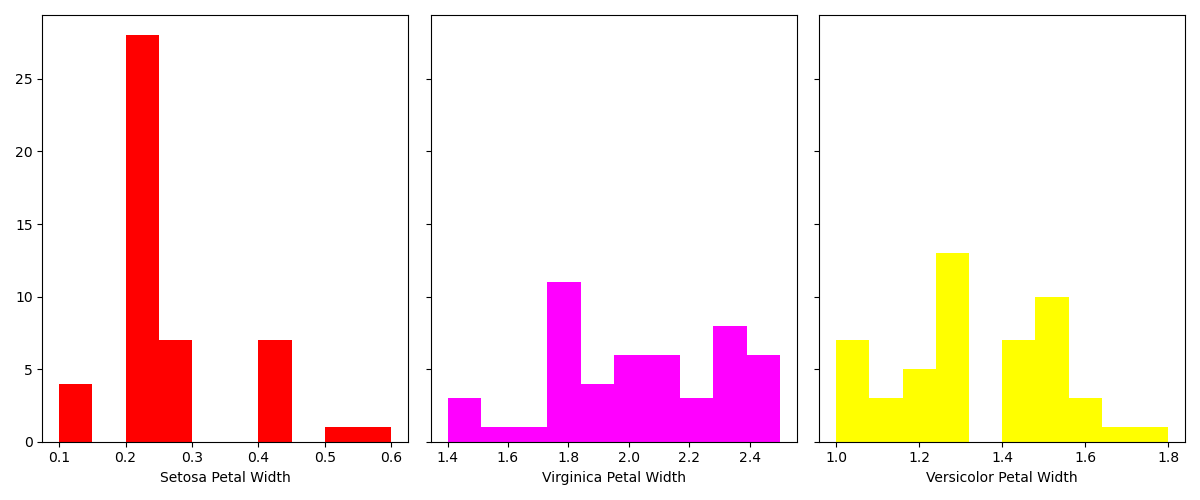 25
20
15
10
5
0
0.1 0.2 0.3 0.4 0.5 0.6
Setosa Petal Width
1.4 1.6 1.8 2.0 2.2 2.4
Virginica Petal Width
1.0 1.2 1.4 1.6 1.8
Versicolor Petal Width